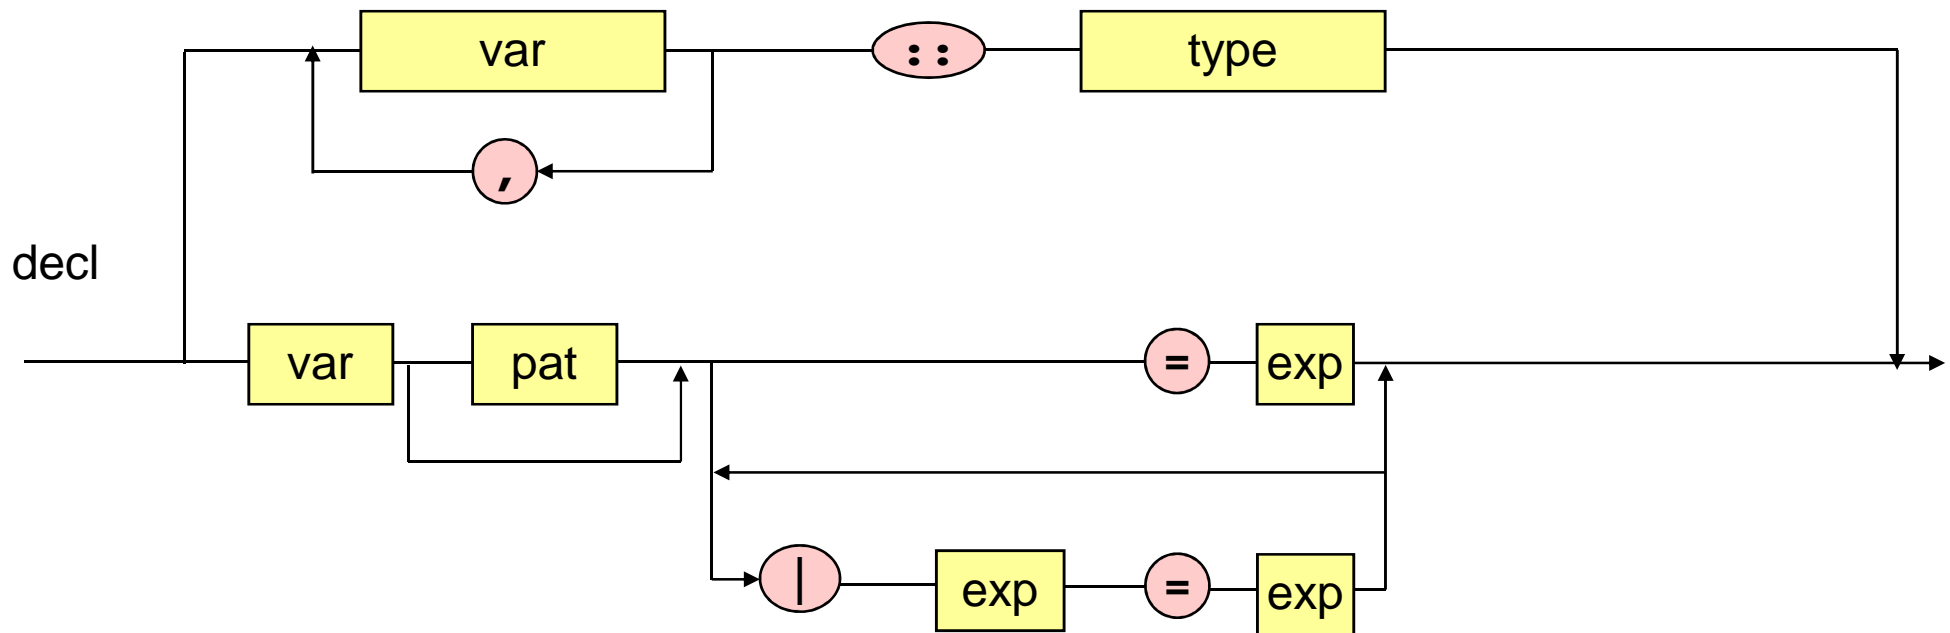 var :: type
,
decl
var pat = exp
| exp = exp